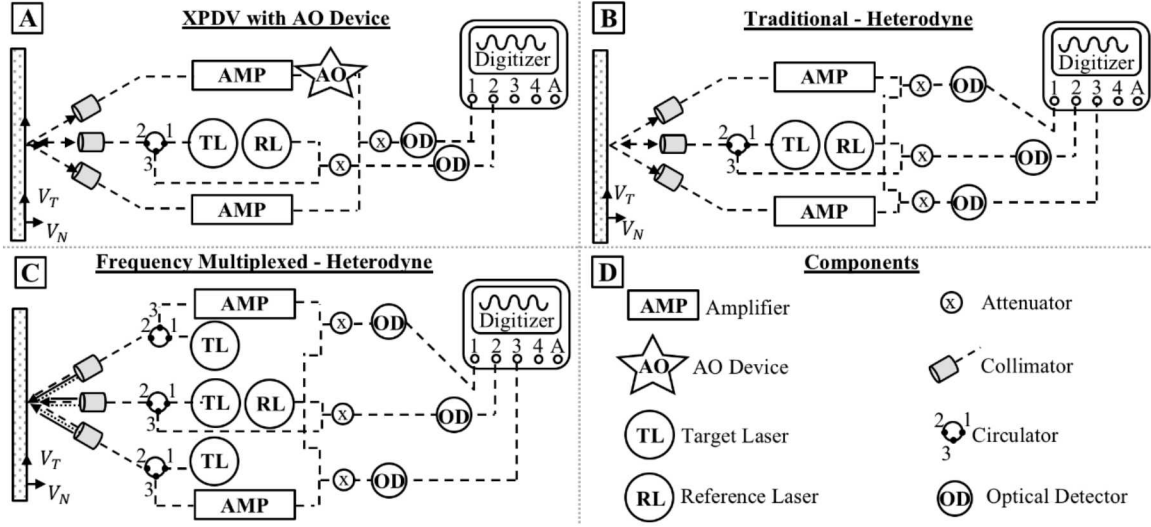 A
XPDV with AO Device
AMP
AO
Digitizer
1 2 3 4 A
2 1
3
TL
RL
x
OD
x
OD
AMP
V_T
V_N
B
Traditional - Heterodyne
AMP
x
OD
Digitizer
1 2 3 4 A
2 1
3
TL
RL
x
OD
AMP
x
OD
V_T
V_N
C
Frequency Multiplexed - Heterodyne
3
2 1
AMP
TL
x
OD
Digitizer
1 2 3 4 A
2 1
3
TL
RL
x
OD
2 1
3
TL
AMP
x
OD
V_T
V_N
D
Components
AMP Amplifier
x Attenuator
AO AO Device
Collimator
TL Target Laser
2 1
3
Circulator
RL Reference Laser
OD Optical Detector